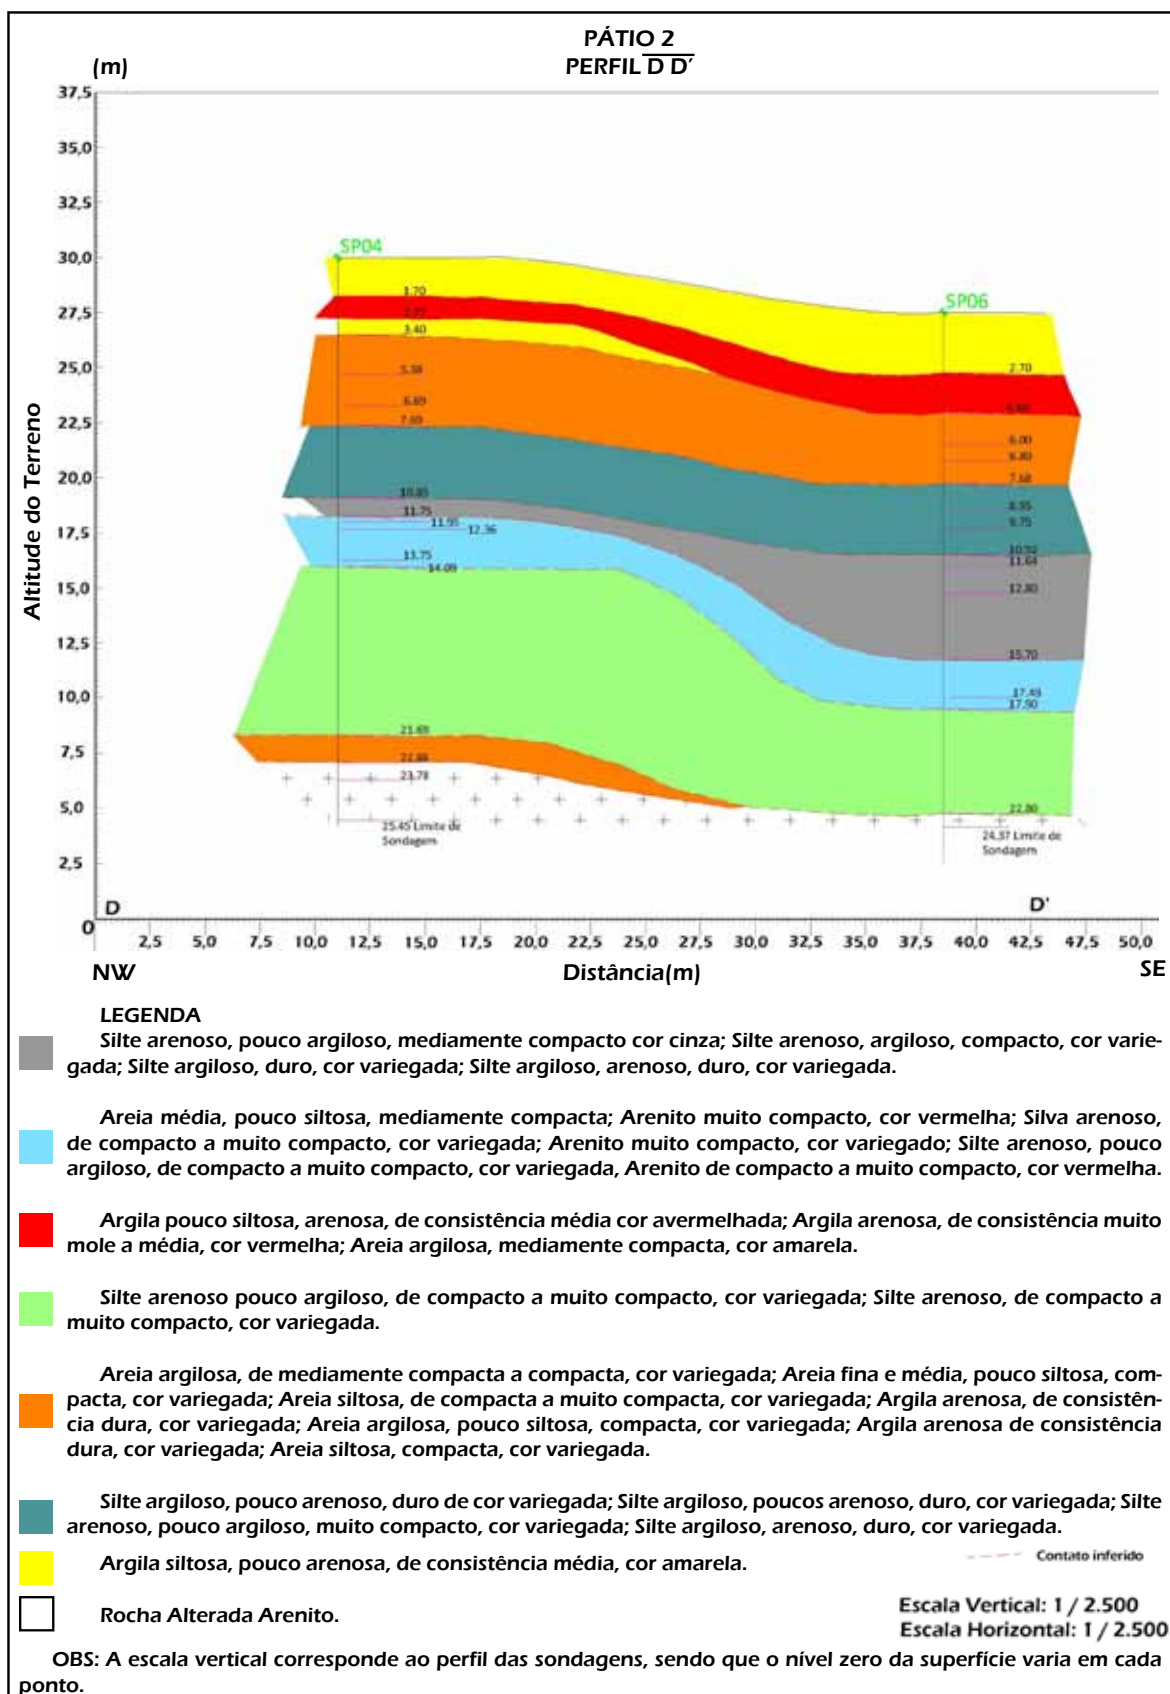 PÁTIO 2
PERFIL D D'
(m)
37,5
35,0
32,5
30,0
27,5
25,0
22,5
20,0
17,5
15,0
12,5
10,0
7,5
5,0
2,5
0
Altitude do Terreno
SP04
1.70
3.40
6.69
7.69
10.85
11.75
11.95
12.36
13.75
14.09
21.69
22.88
23.78
25.45 Limite de
Sondagem
SP06
2.70
6.00
6.80
7.68
8.95
9.75
10.92
11.64
12.80
15.70
17.49
17.90
22.80
24.37 Limite de
Sondagem
D
D'
2,5 5,0 7,5 10,0 12,5 15,0 17,5 20,0 22,5 25,0 27,5 30,0 32,5 35,0 37,5 40,0 42,5 47,5 50,0
NW
Distância(m)
SE
LEGENDA
Silte arenoso, pouco argiloso, mediamente compacto cor cinza; Silte arenoso, argiloso, compacto, cor varie-
gada; Silte argiloso, duro, cor variegada; Silte argiloso, arenoso, duro, cor variegada.
Areia média, pouco siltosa, mediamente compacta; Arenito muito compacto, cor vermelha; Silva arenoso,
de compacto a muito compacto, cor variegada; Arenito muito compacto, cor variegado; Silte arenoso, pouco
argiloso, de compacto a muito compacto, cor variegada, Arenito de compacto a muito compacto, cor vermelha.
Argila pouco siltosa, arenosa, de consistência média cor avermelhada; Argila arenosa, de consistência muito
mole a média, cor vermelha; Areia argilosa, mediamente compacta, cor amarela.
Silte arenoso pouco argiloso, de compacto a muito compacto, cor variegada; Silte arenoso, de compacto a
muito compacto, cor variegada.
Areia argilosa, de mediamente compacta a compacta, cor variegada; Areia fina e média, pouco siltosa, com-
pacta, cor variegada; Areia siltosa, de compacta a muito compacta, cor variegada; Argila arenosa, de consistên-
cia dura, cor variegada; Areia argilosa, pouco siltosa, compacta, cor variegada; Argila arenosa de consistência
dura, cor variegada; Areia siltosa, compacta, cor variegada.
Silte argiloso, pouco arenoso, duro de cor variegada; Silte argiloso, poucos arenoso, duro, cor variegada; Silte
arenoso, pouco argiloso, muito compacto, cor variegada; Silte argiloso, arenoso, duro, cor variegada.
Argila siltosa, pouco arenosa, de consistência média, cor amarela.
Contato inferido
Rocha Alterada Arenito.
Escala Vertical: 1 / 2.500
Escala Horizontal: 1 / 2.500
OBS: A escala vertical corresponde ao perfil das sondagens, sendo que o nível zero da superfície varia em cada
ponto.